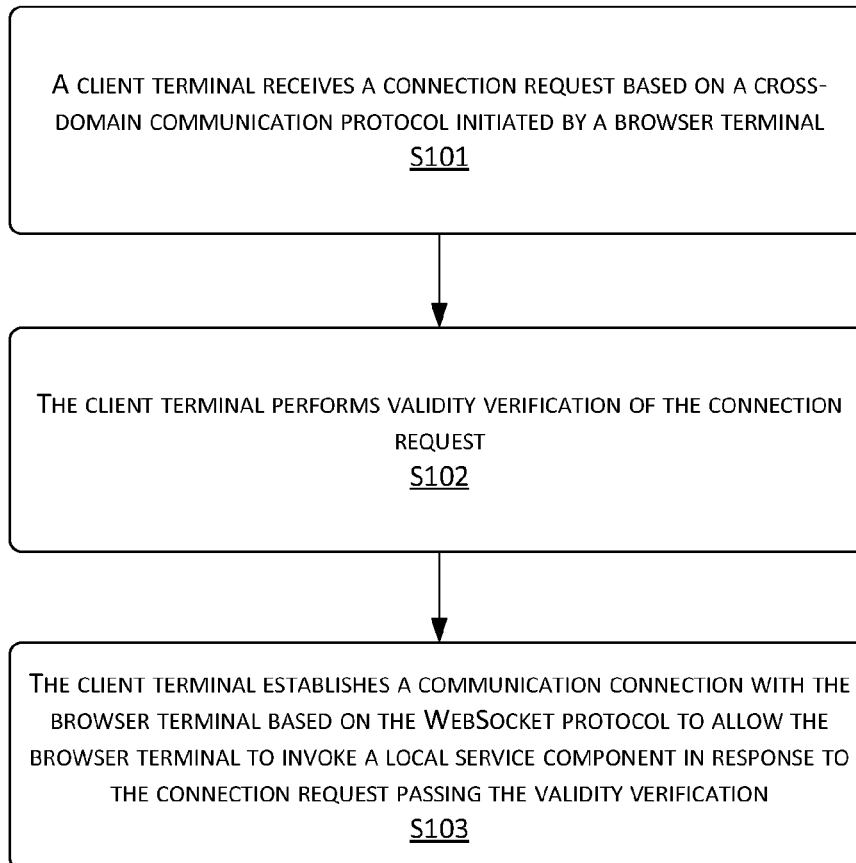 A CLIENT TERMINAL RECEIVES A CONNECTION REQUEST BASED ON A CROSS-
DOMAIN COMMUNICATION PROTOCOL INITIATED BY A BROWSER TERMINAL
S101
THE CLIENT TERMINAL PERFORMS VALIDITY VERIFICATION OF THE CONNECTION
REQUEST
S102
THE CLIENT TERMINAL ESTABLISHES A COMMUNICATION CONNECTION WITH THE
BROWSER TERMINAL BASED ON THE WEBSOCKET PROTOCOL TO ALLOW THE
BROWSER TERMINAL TO INVOKE A LOCAL SERVICE COMPONENT IN RESPONSE TO
THE CONNECTION REQUEST PASSING THE VALIDITY VERIFICATION
S103